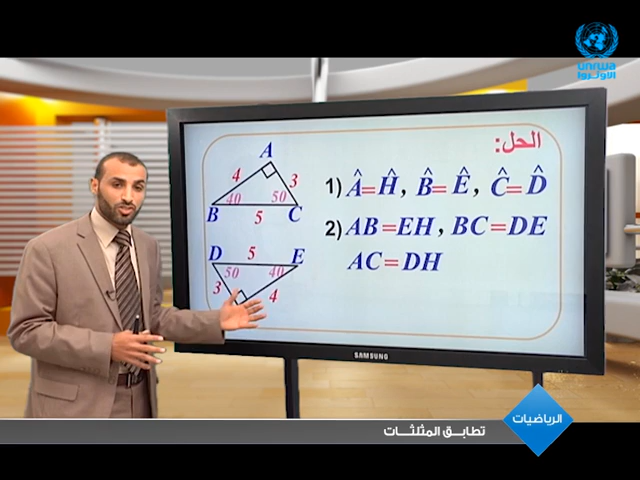 unrwa
الأونروا
الحل:
A
4
3
40
50
B
5
C
1) Â=Ĥ , B̂=Ê , Ĉ=D̂
2) AB=EH , BC=DE
AC=DH
D
5
E
50
40
3
4
SAMSUNG
الرياضيات
تطابق المثلثات